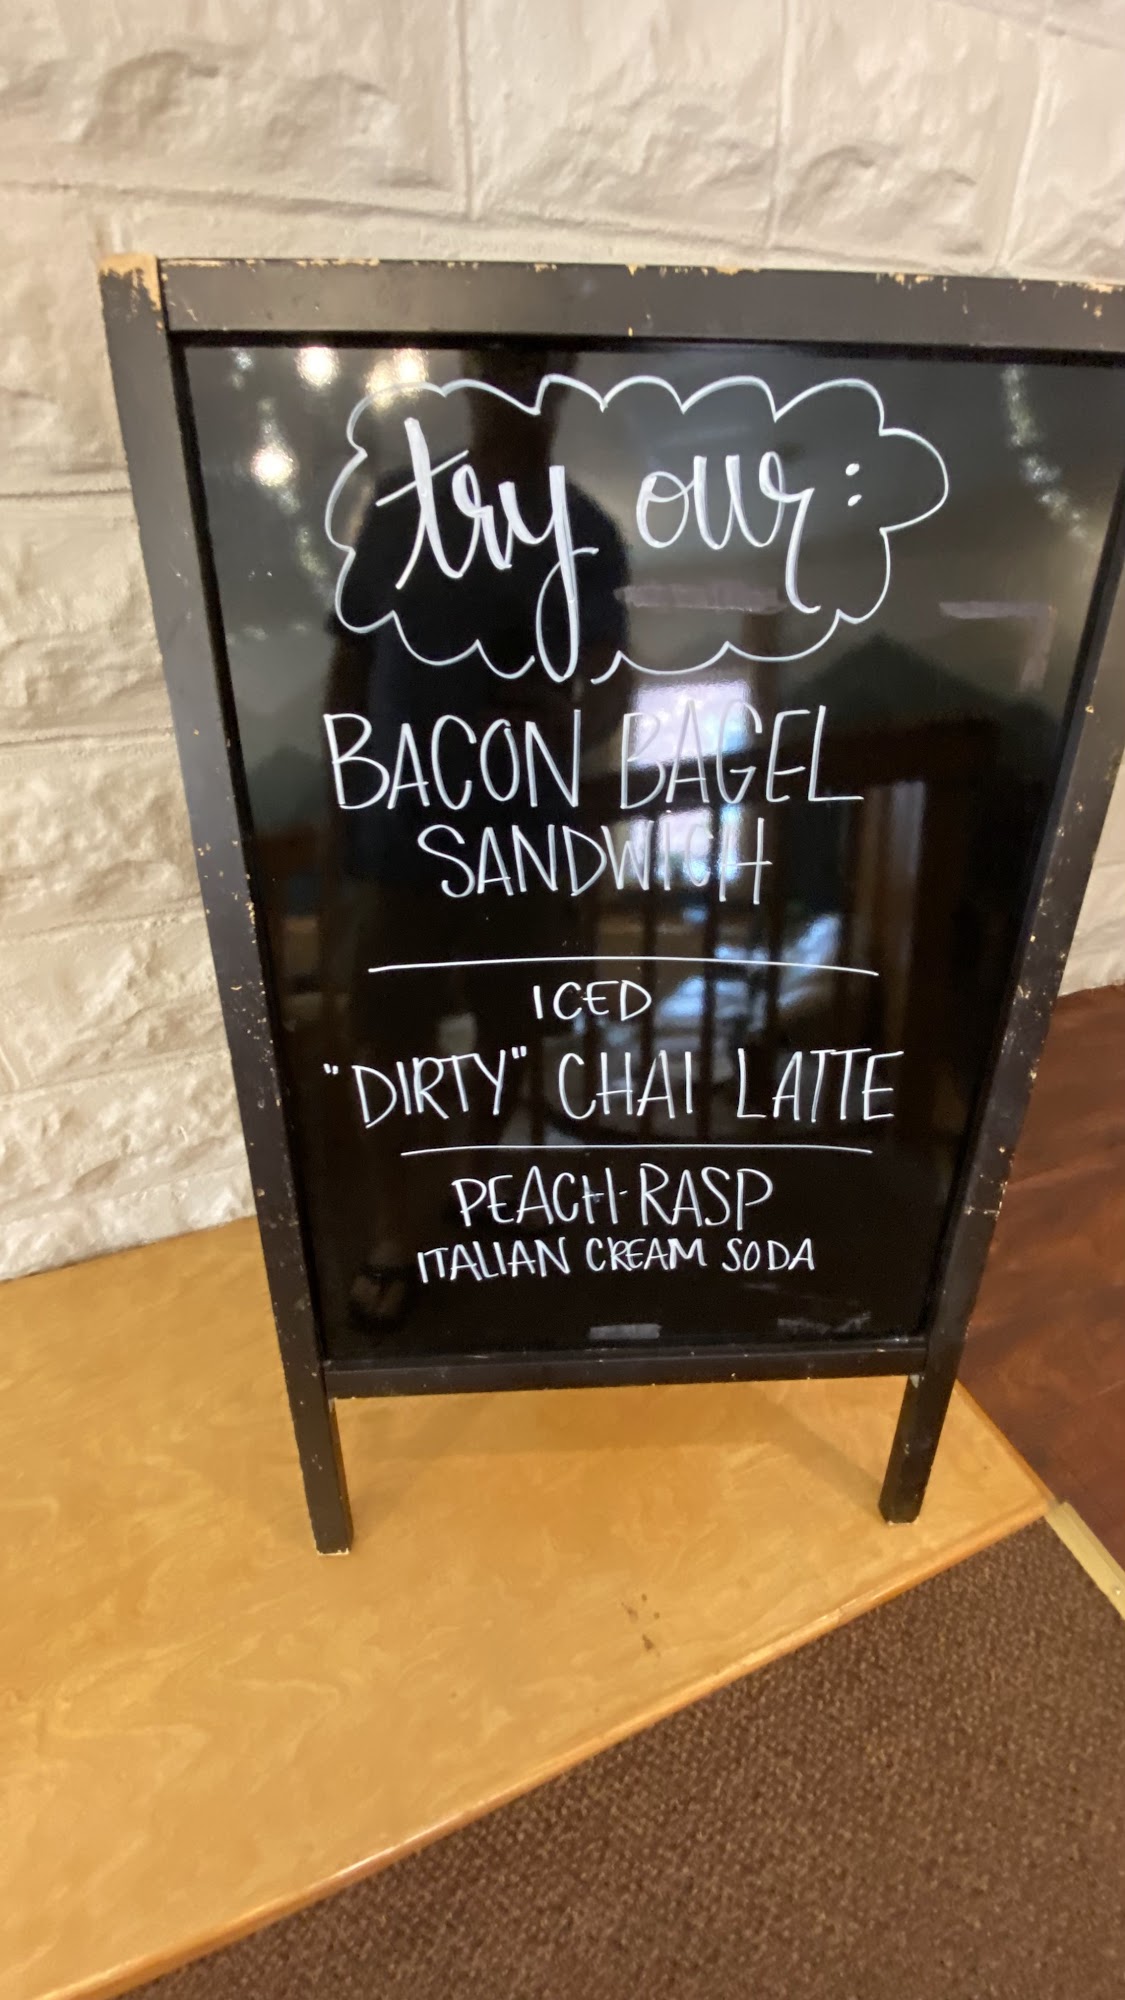 try our:
BACON BAGEL
SANDWICH
ICED
"DIRTY" CHAI LATTE
PEACH-RASP
ITALIAN CREAM SODA